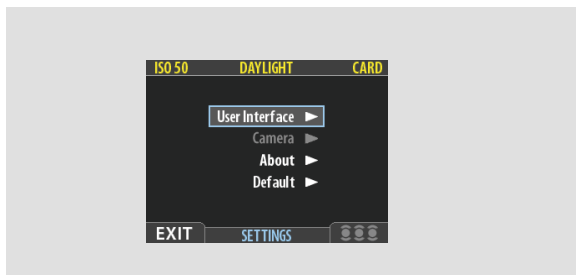 ISO 50 DAYLIGHT CARD
User Interface
Camera
About
Default
EXIT SETTINGS